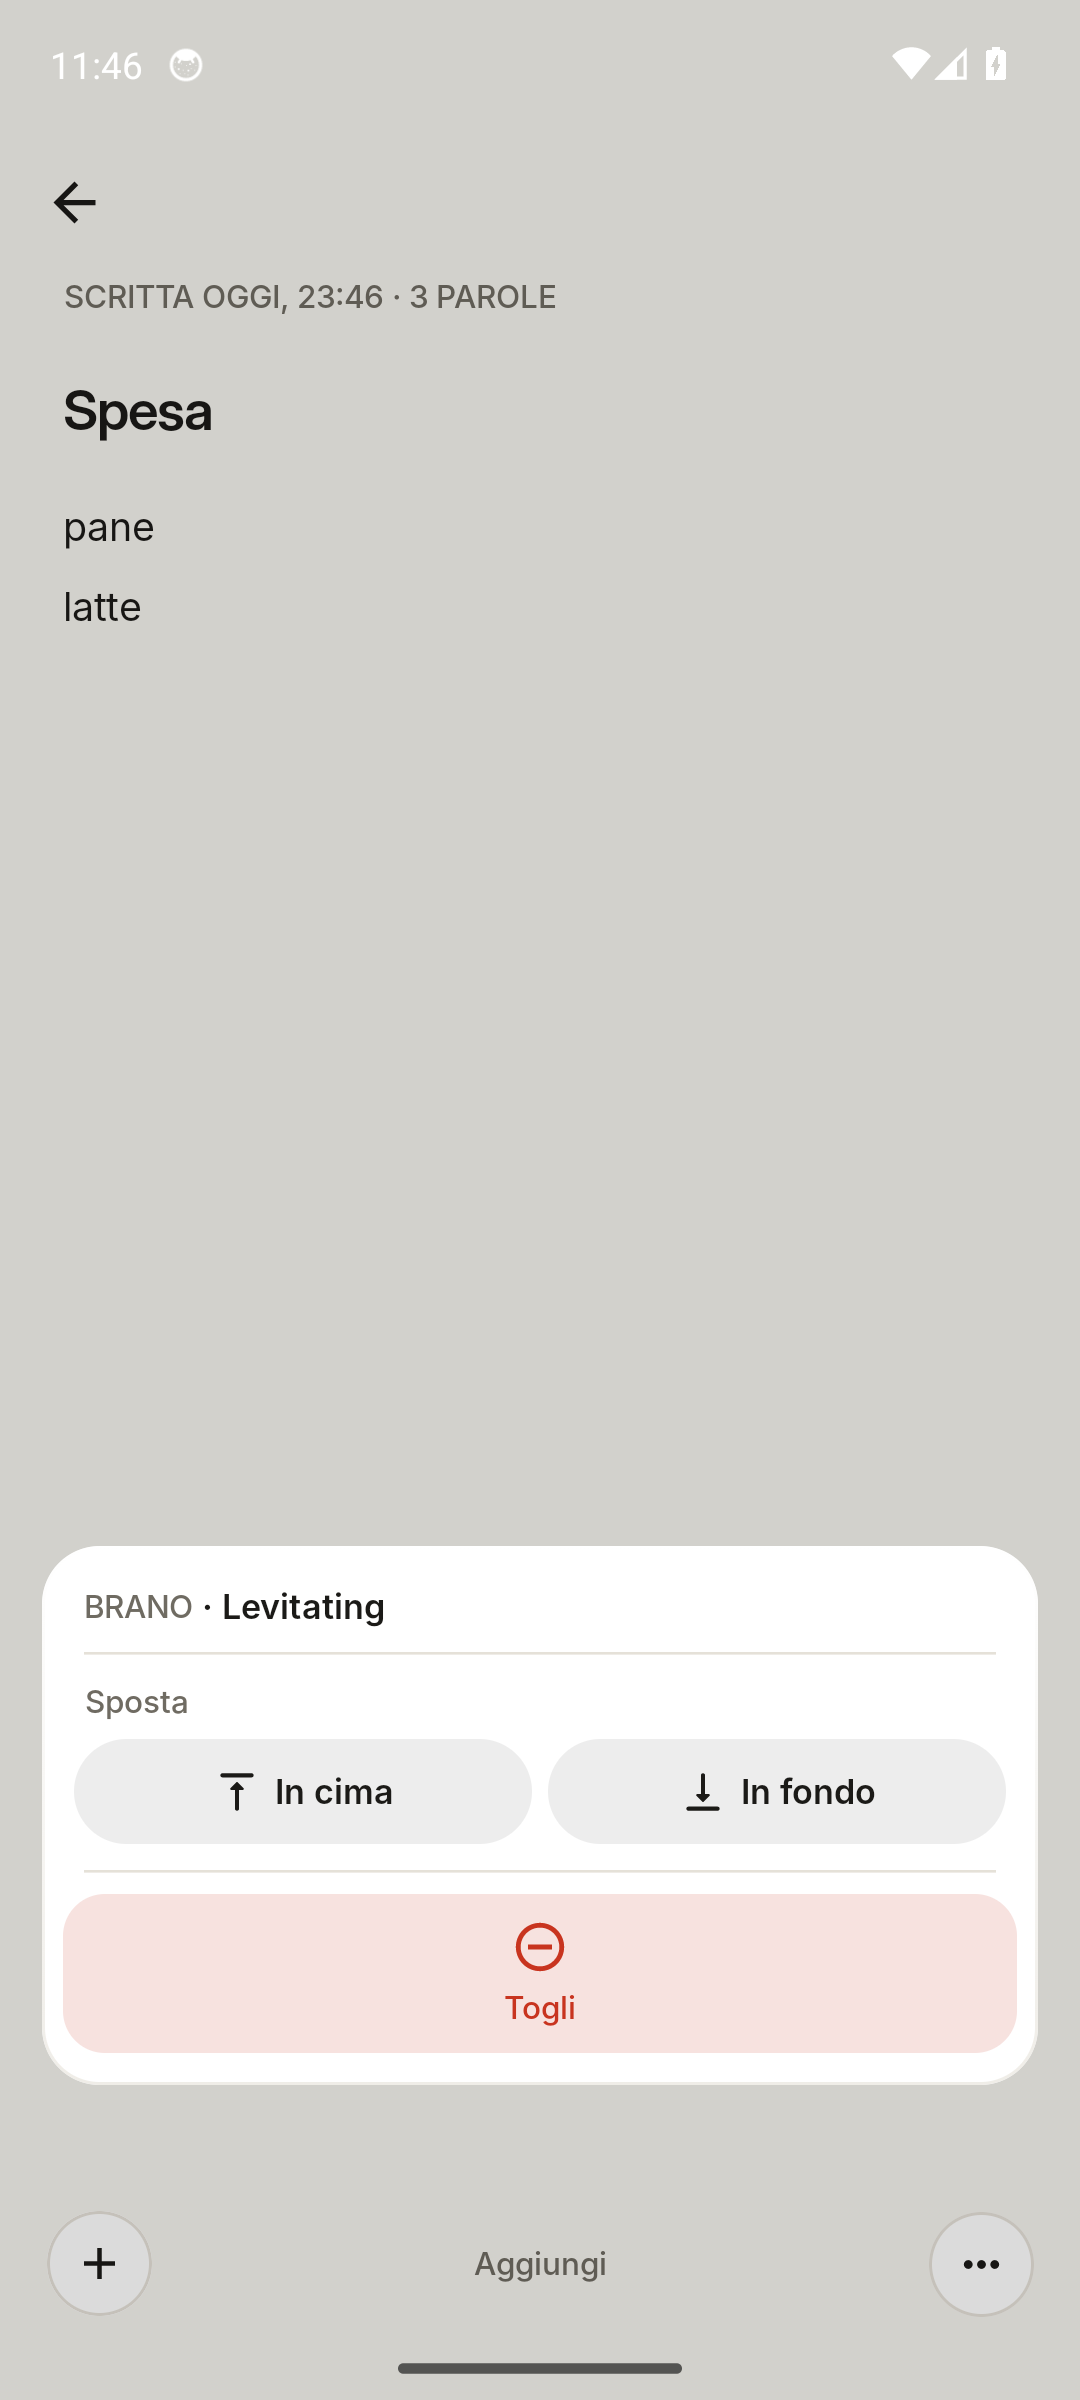 11:46
SCRITTA OGGI, 23:46 · 3 PAROLE
Spesa
pane
latte
BRANO · Levitating
Sposta
In cima
In fondo
Togli
Aggiungi